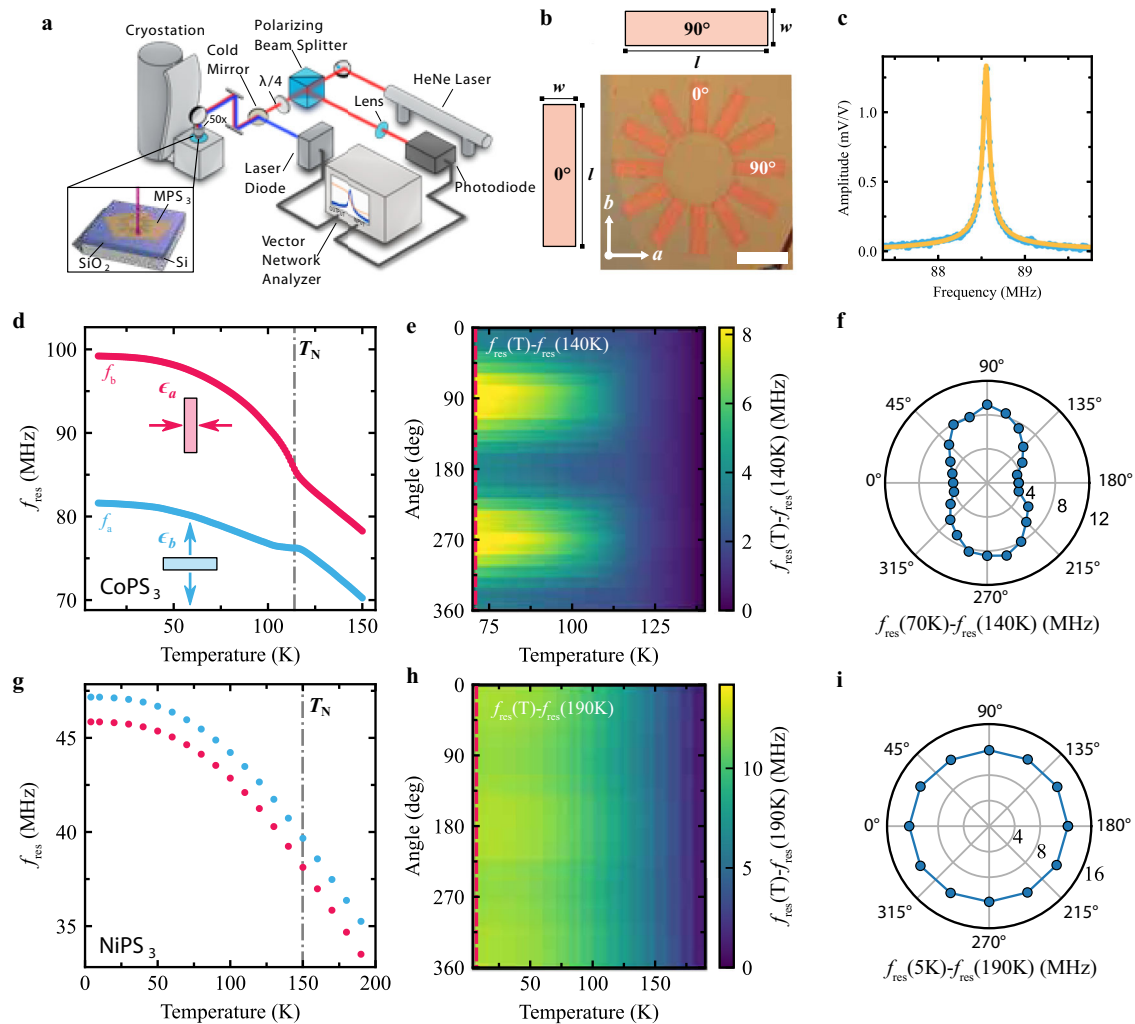 a
Cryostation
Cold
Mirror
λ/4
Polarizing
Beam Splitter
HeNe Laser
Lens
50x
Laser
Diode
Photodiode
Vector
Network
Analyzer
MPS3
SiO2
Si
b
90°
w
l
w
0°
l
0°
90°
b
a
c
Amplitude (mV/V)
1.0
0.5
0.0
88
89
Frequency (MHz)
d
fres (MHz)
100
90
80
70
fb
ϵa
TN
fa
ϵb
CoPS3
50
100
150
Temperature (K)
e
fres(T)-fres(140K)
Angle (deg)
0
90
180
270
360
75
100
125
Temperature (K)
8
6
4
2
0
fres(T)-fres(140K) (MHz)
f
90°
45°
135°
0°
180°
315°
215°
270°
4
8
12
fres(70K)-fres(140K) (MHz)
g
fres (MHz)
45
40
35
TN
NiPS3
0
50
100
150
200
Temperature (K)
h
fres(T)-fres(190K)
Angle (deg)
0
90
180
270
360
50
100
150
Temperature (K)
10
5
0
fres(T)-fres(190K) (MHz)
i
90°
45°
135°
0°
180°
315°
215°
270°
4
8
16
fres(5K)-fres(190K) (MHz)